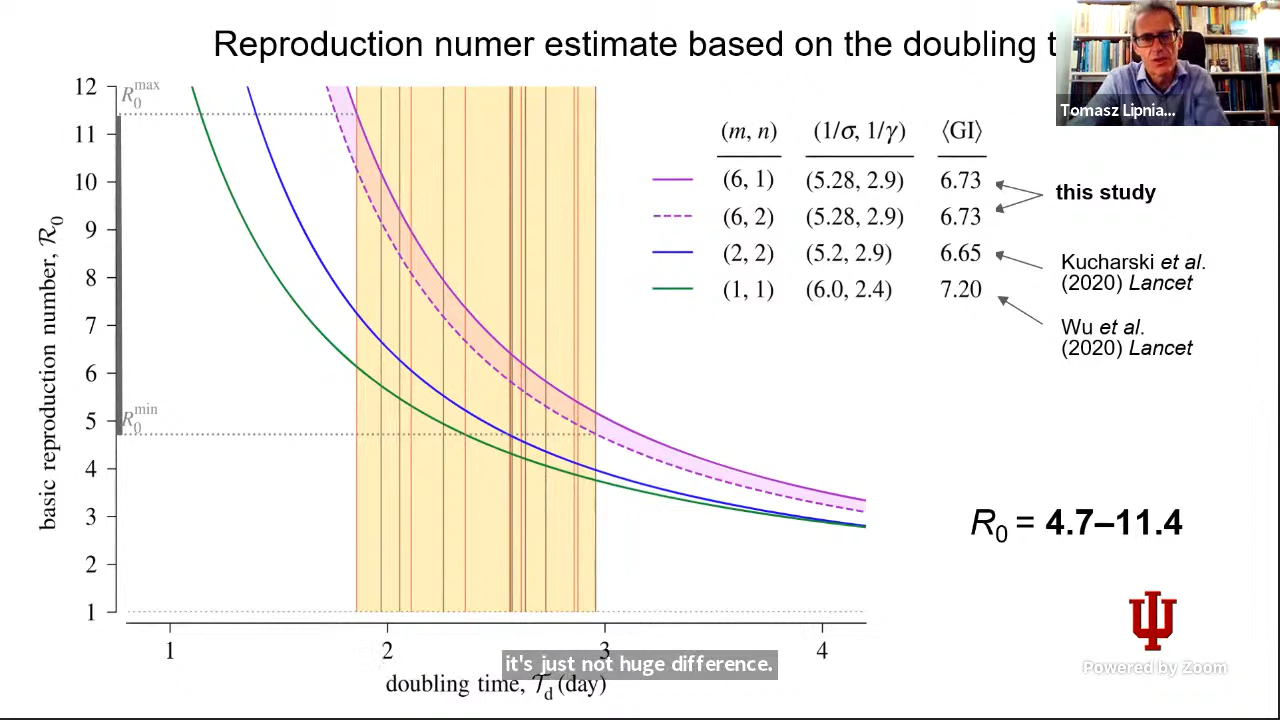 Reproduction numer estimate based on the doubling t
Tomasz Lipnia...
12
11
10
9
8
7
6
5
4
3
2
1
R₀ᵐᵃˣ
R₀ᵐⁱⁿ
basic reproduction number, ℛ₀
(m, n) (1/σ, 1/γ) ⟨GI⟩
(6, 1) (5.28, 2.9) 6.73
(6, 2) (5.28, 2.9) 6.73
(2, 2) (5.2, 2.9) 6.65
(1, 1) (6.0, 2.4) 7.20
this study
Kucharski et al.
(2020) Lancet
Wu et al.
(2020) Lancet
R₀ = 4.7–11.4
1 2 3 4
it's just not huge difference.
doubling time, 𝒯d (day)
Powered by Zoom